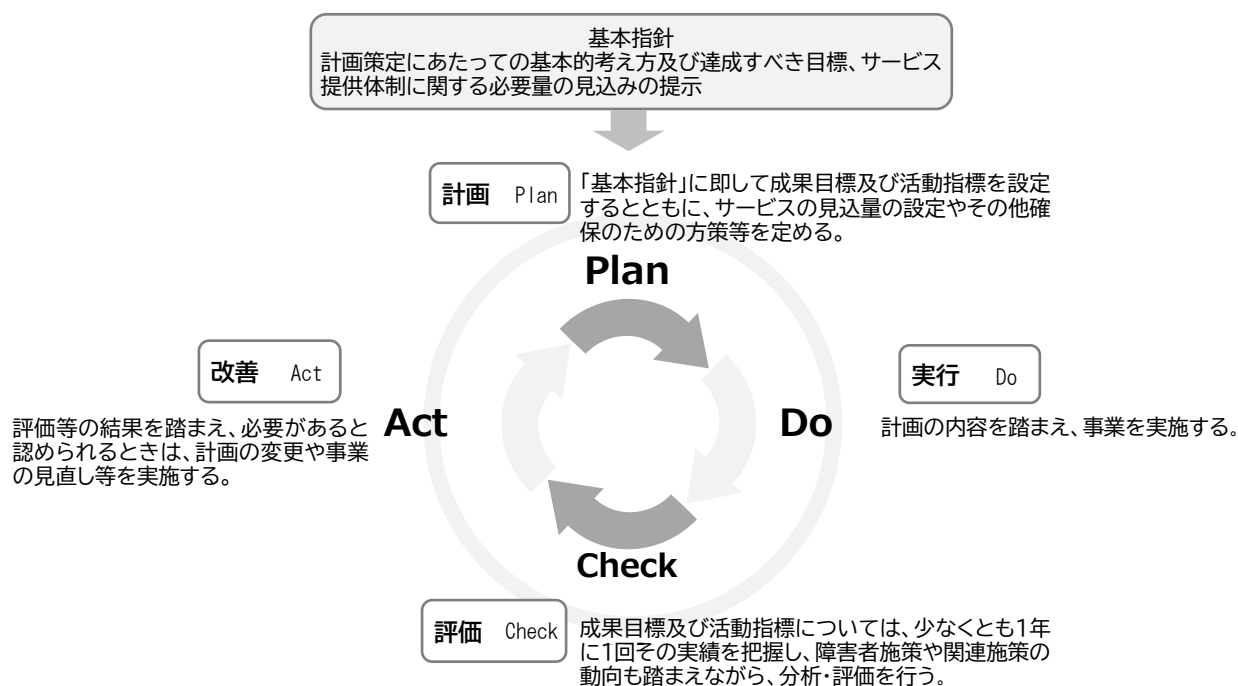 基本指針
計画策定にあたっての基本的考え方及び達成すべき目標、サービス
提供体制に関する必要量の見込みの提示
計画 Plan
「基本指針」に即して成果目標及び活動指標を設定
するとともに、サービスの見込量の設定やその他確
保のための方策等を定める。
Plan
改善 Act
評価等の結果を踏まえ、必要があると
認められるときは、計画の変更や事業
の見直し等を実施する。
Act
Do
実行 Do
計画の内容を踏まえ、事業を実施する。
Check
評価 Check
成果目標及び活動指標については、少なくとも1年
に1回その実績を把握し、障害者施策や関連施策の
動向も踏まえながら、分析・評価を行う。